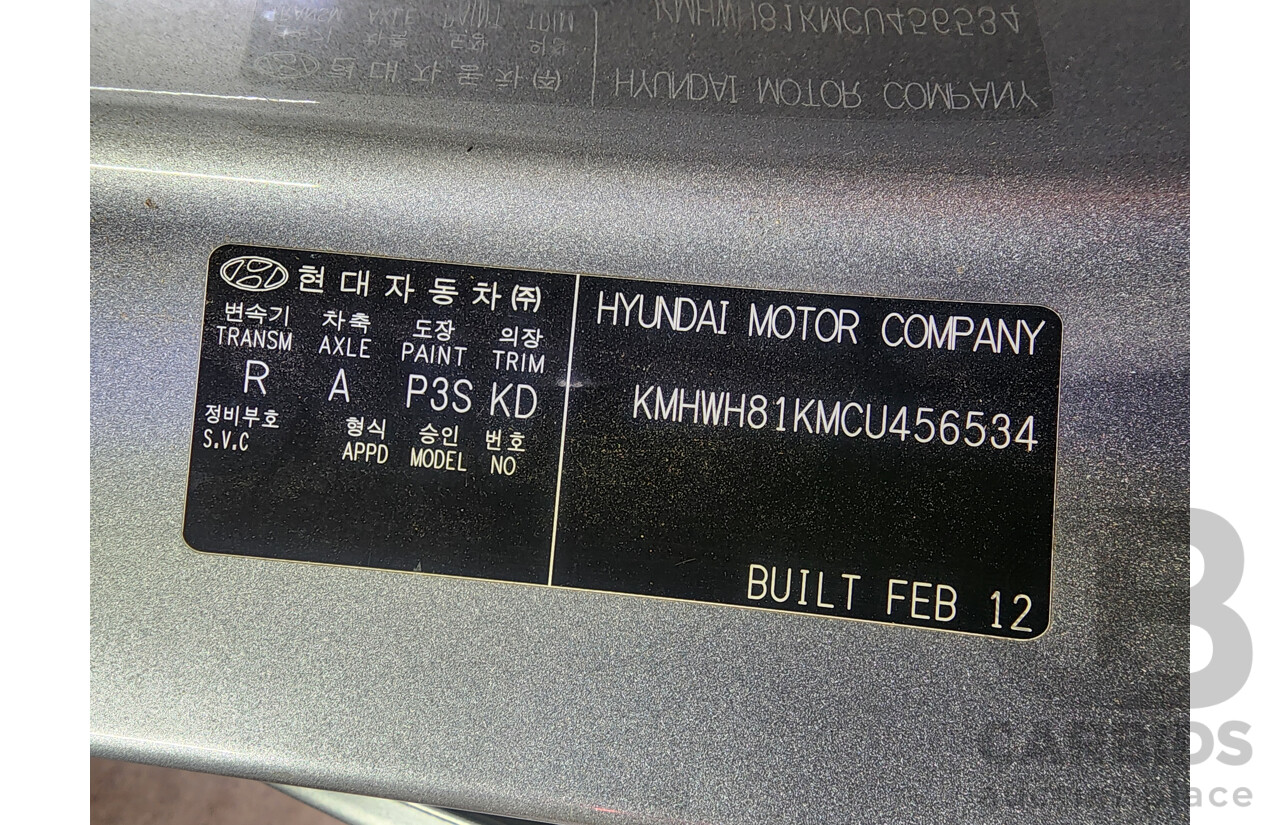 현대자동차(주)
변속기 차축 도장 의장
TRANSM AXLE PAINT TRIM
R A P3S KD
정비부호 형식 승인 번호
S.V.C APPD MODEL NO
HYUNDAI MOTOR COMPANY
KMHWH81KMCU456534
BUILT FEB 12
CARBIDS